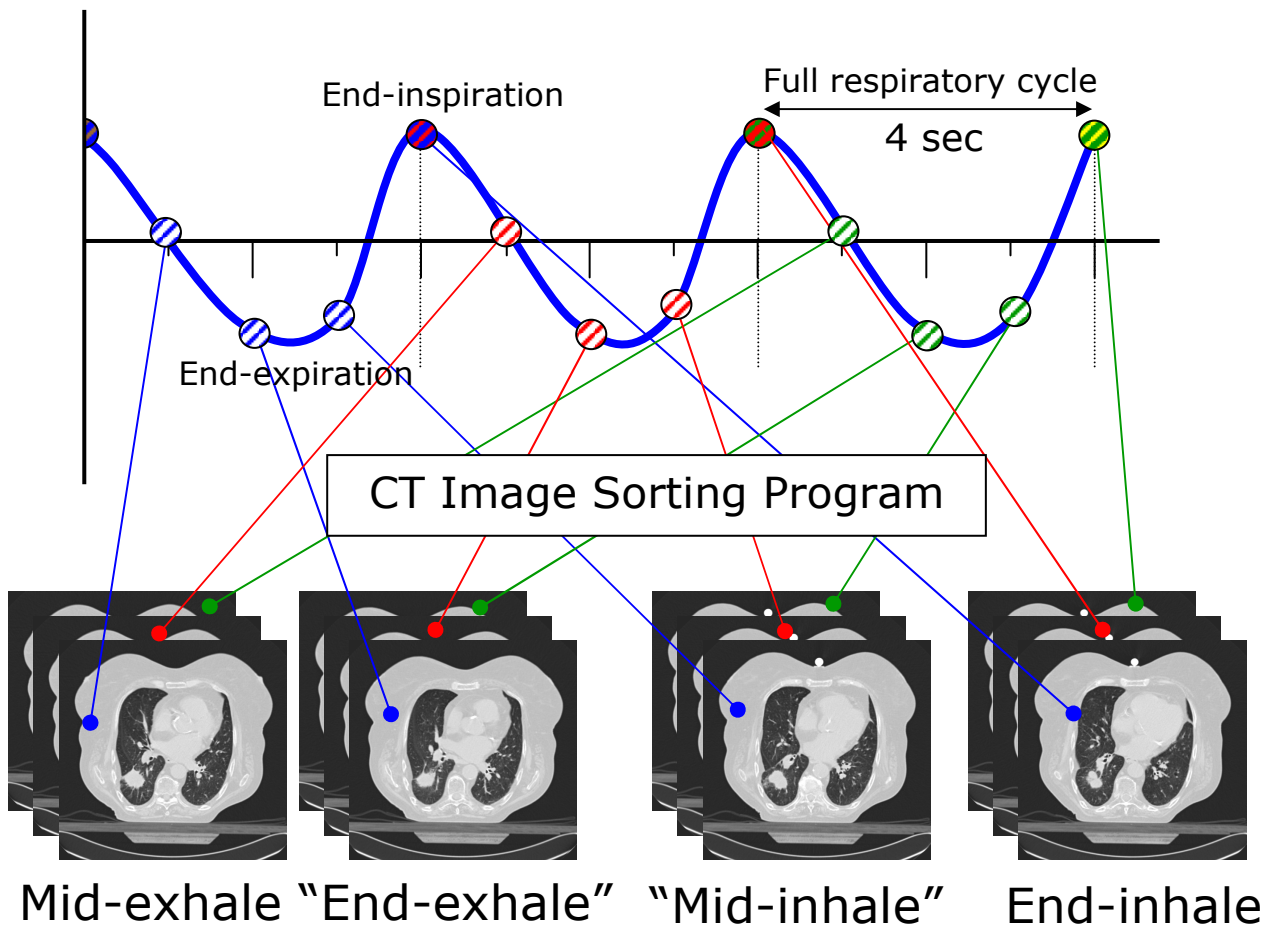 Full respiratory cycle
End-inspiration
4 sec
End-expiration
CT Image Sorting Program
Mid-exhale
“End-exhale”
“Mid-inhale”
End-inhale